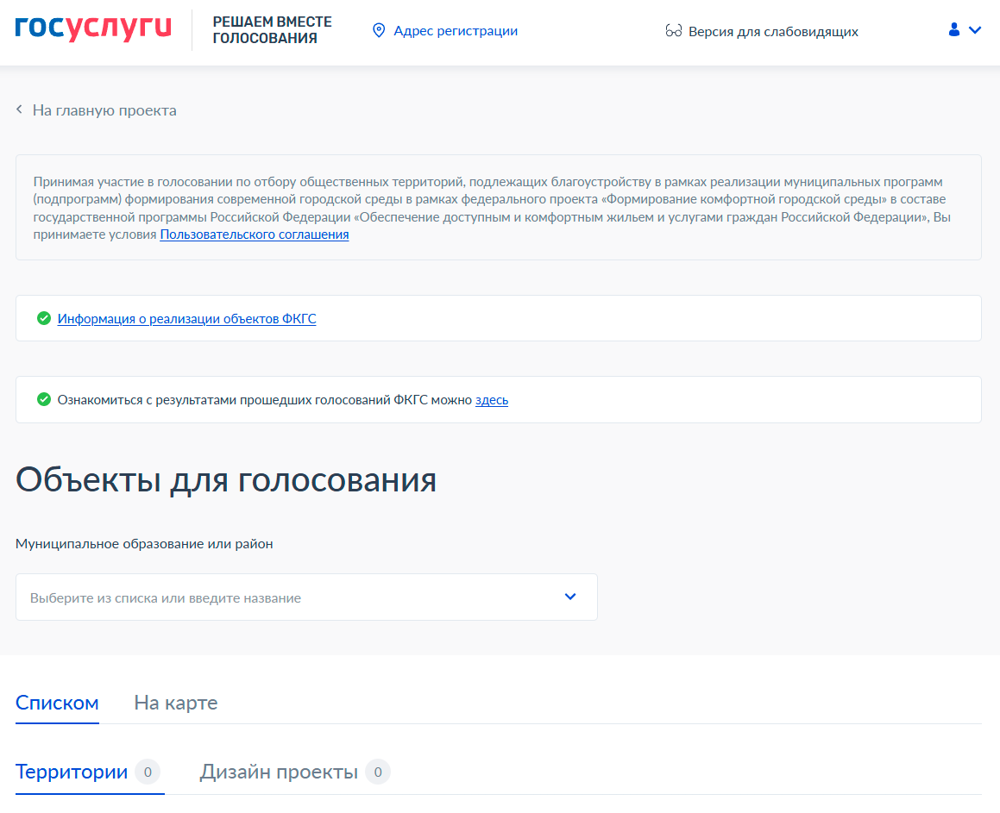 госуслуги
РЕШАЕМ ВМЕСТЕ
ГОЛОСОВАНИЯ
Адрес регистрации
Версия для слабовидящих
На главную проекта
Принимая участие в голосовании по отбору общественных территорий, подлежащих благоустройству в рамках реализации муниципальных программ
(подпрограмм) формирования современной городской среды в рамках федерального проекта «Формирование комфортной городской среды» в составе
государственной программы Российской Федерации «Обеспечение доступным и комфортным жильем и услугами граждан Российской Федерации», Вы
принимаете условия Пользовательского соглашения
Информация о реализации объектов ФКГС
Ознакомиться с результатами прошедших голосований ФКГС можно здесь
Объекты для голосования
Муниципальное образование или район
Выберите из списка или введите название
Списком На карте
Территории 0 Дизайн проекты 0